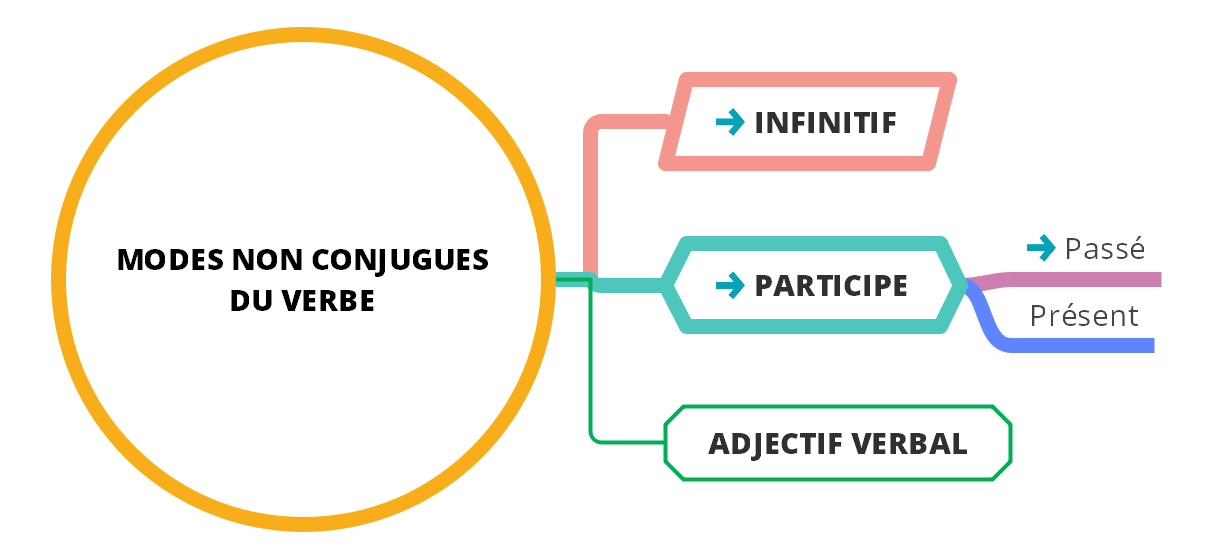 MODES NON CONJUGUES
DU VERBE
→ INFINITIF
→ PARTICIPE
→ Passé
Présent
ADJECTIF VERBAL